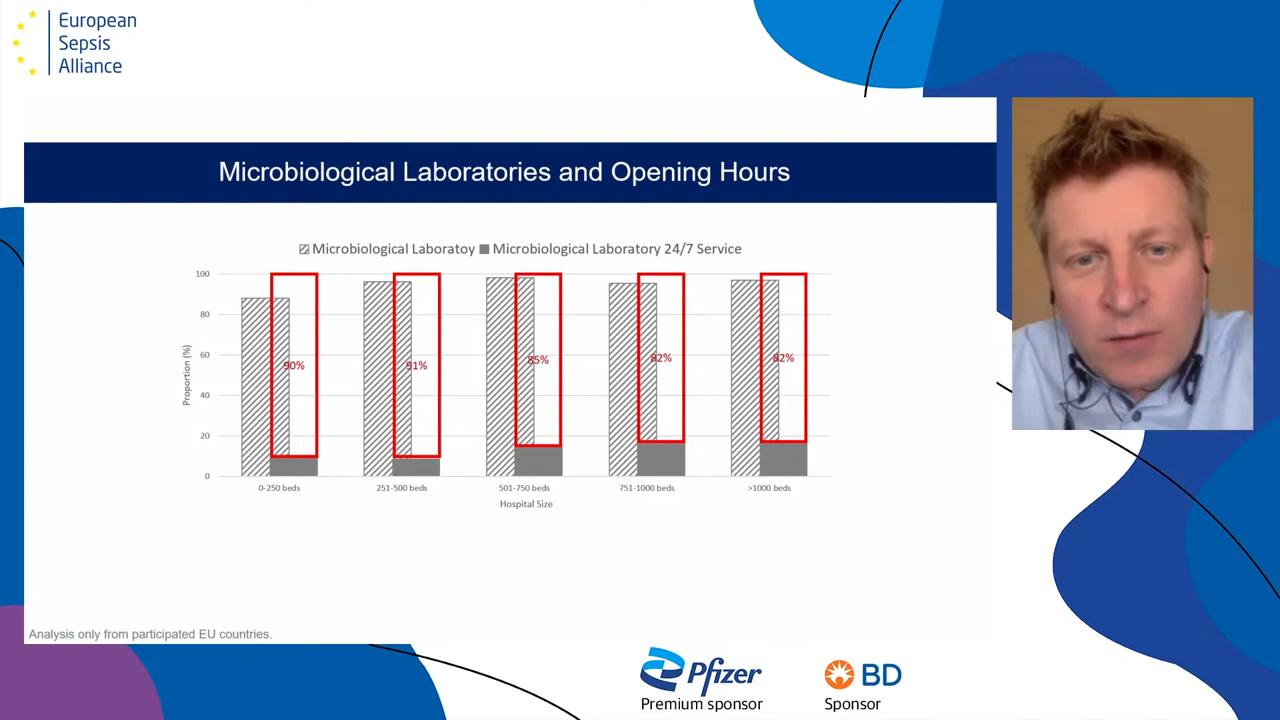 European
Sepsis
Alliance
Microbiological Laboratories and Opening Hours
Microbiological Laboratoy Microbiological Laboratory 24/7 Service
100
80
60
40
20
0
Proportion (%)
90%
91%
85%
82%
82%
0-250 beds 251-500 beds 501-750 beds 751-1000 beds >1000 beds
Hospital Size
Analysis only from participated EU countries.
Pfizer
Premium sponsor
BD
Sponsor